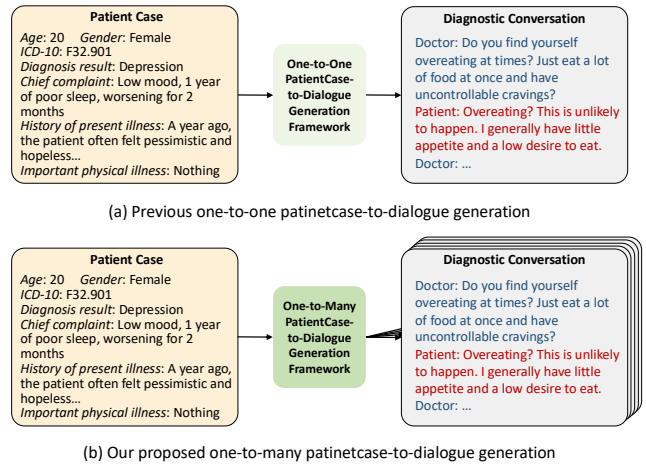 Patient Case
Age: 20 Gender: Female
ICD-10: F32.901
Diagnosis result: Depression
Chief complaint: Low mood, 1 year
of poor sleep, worsening for 2
months
History of present illness: A year ago,
the patient often felt pessimistic and
hopeless…
Important physical illness: Nothing
One-to-One
PatientCase-
to-Dialogue
Generation
Framework
Diagnostic Conversation
Doctor: Do you find yourself
overeating at times? Just eat a lot
of food at once and have
uncontrollable cravings?
Patient: Overeating? This is unlikely
to happen. I generally have little
appetite and a low desire to eat.
Doctor: …
(a) Previous one-to-one patinetcase-to-dialogue generation
Patient Case
Age: 20 Gender: Female
ICD-10: F32.901
Diagnosis result: Depression
Chief complaint: Low mood, 1 year
of poor sleep, worsening for 2
months
History of present illness: A year ago,
the patient often felt pessimistic and
hopeless…
Important physical illness: Nothing
One-to-Many
PatientCase-
to-Dialogue
Generation
Framework
Diagnostic Conversation
Doctor: Do you find yourself
overeating at times? Just eat a lot
of food at once and have
uncontrollable cravings?
Patient: Overeating? This is unlikely
to happen. I generally have little
appetite and a low desire to eat.
Doctor: …
(b) Our proposed one-to-many patinetcase-to-dialogue generation